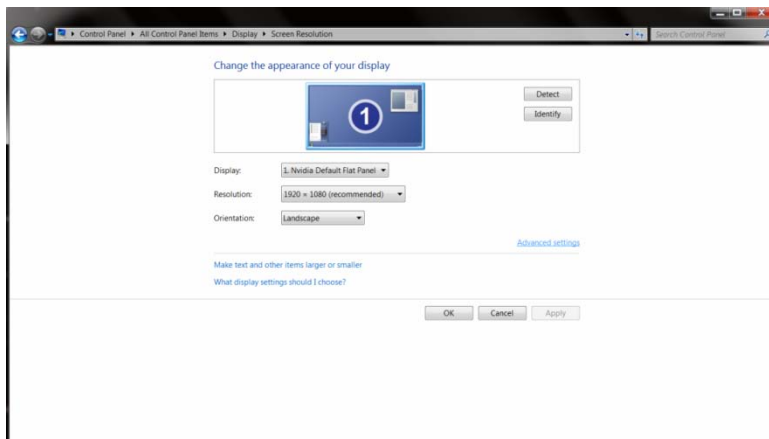 Control Panel ▸ All Control Panel Items ▸ Display ▸ Screen Resolution
Search Control Panel
Change the appearance of your display
1
Detect
Identify
Display:
1. Nvidia Default Flat Panel
Resolution:
1920 × 1080 (recommended)
Orientation:
Landscape
Advanced settings
Make text and other items larger or smaller
What display settings should I choose?
OK
Cancel
Apply